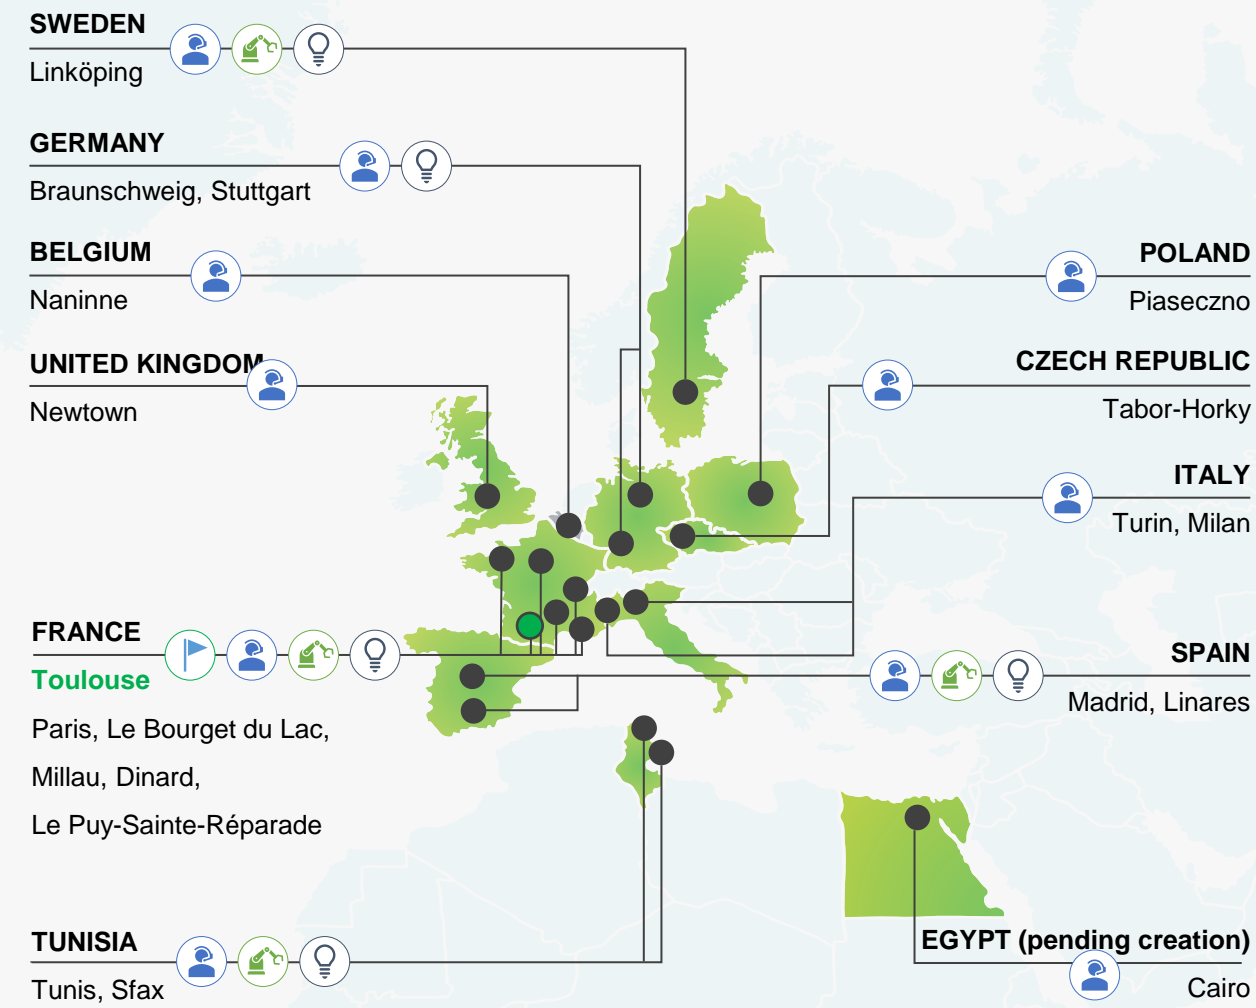 SWEDEN
Linköping
GERMANY
Braunschweig, Stuttgart
BELGIUM
Naninne
UNITED KINGDOM
Newtown
POLAND
Piaseczno
CZECH REPUBLIC
Tabor-Horky
ITALY
Turin, Milan
FRANCE
Toulouse
Paris, Le Bourget du Lac,
Millau, Dinard,
Le Puy-Sainte-Réparade
SPAIN
Madrid, Linares
TUNISIA
Tunis, Sfax
EGYPT (pending creation)
Cairo